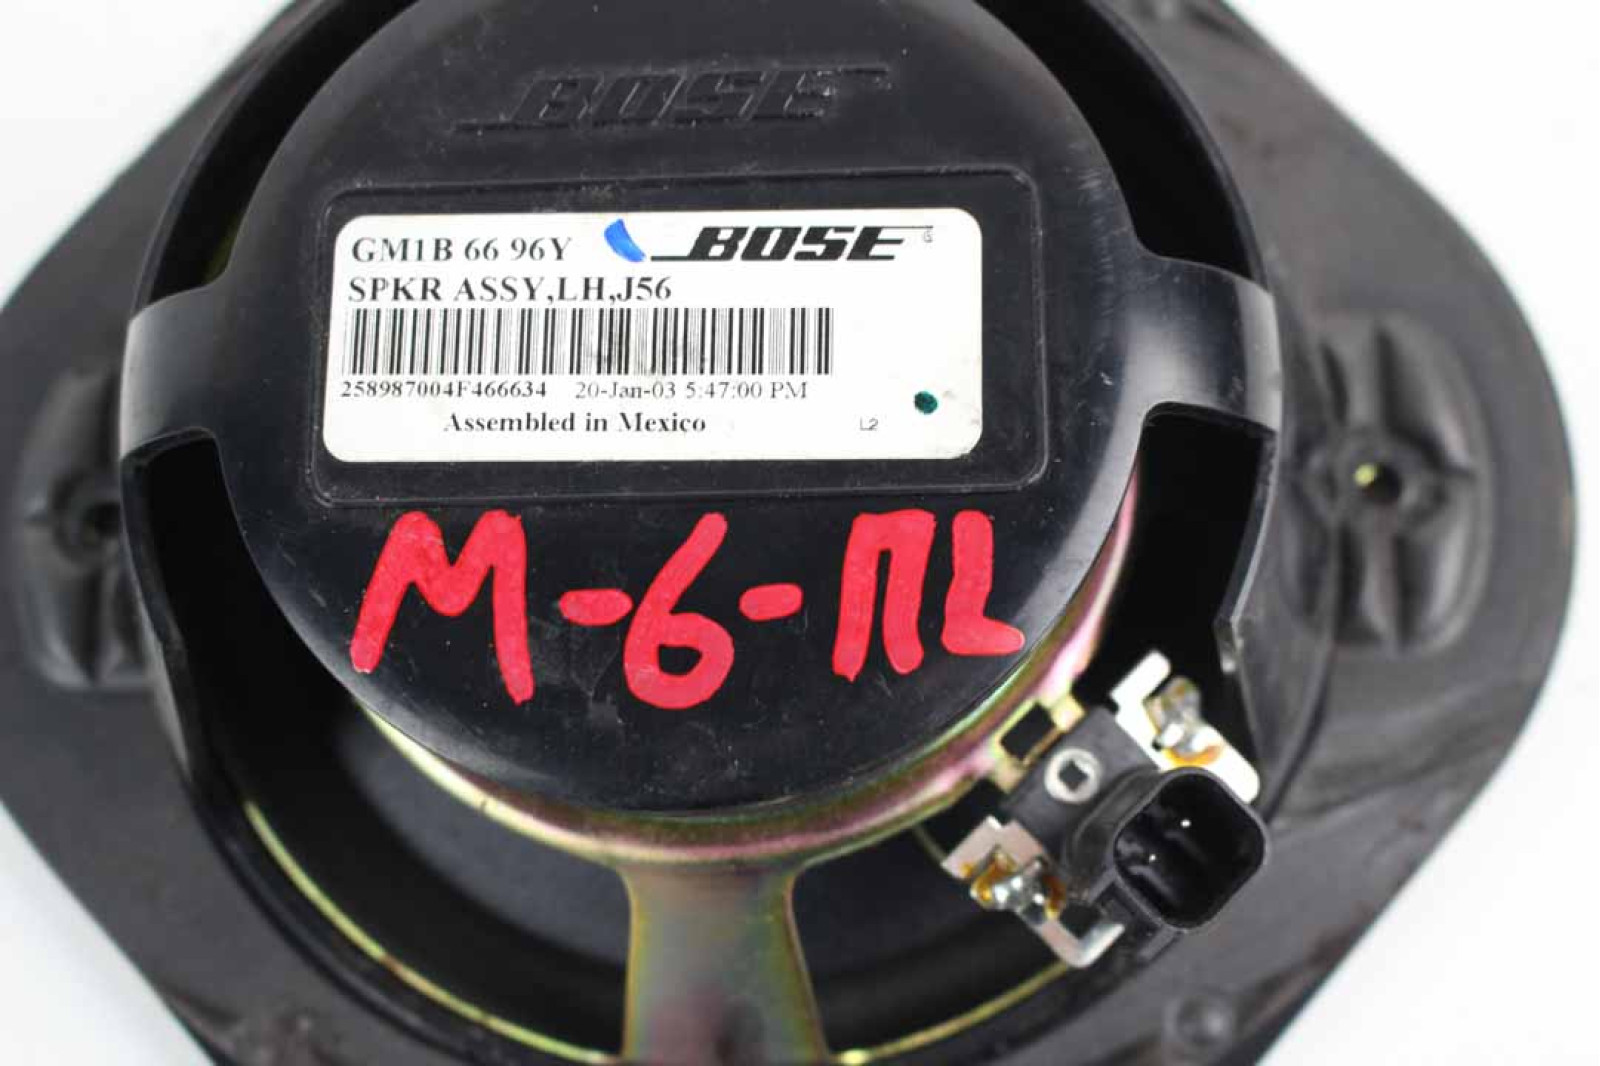 BOSE
GM1B 66 96Y BOSE
SPKR ASSY,LH,J56
258987004F466634 20-Jan-03 5:47:00 PM
Assembled in Mexico L2
М-6-ПL